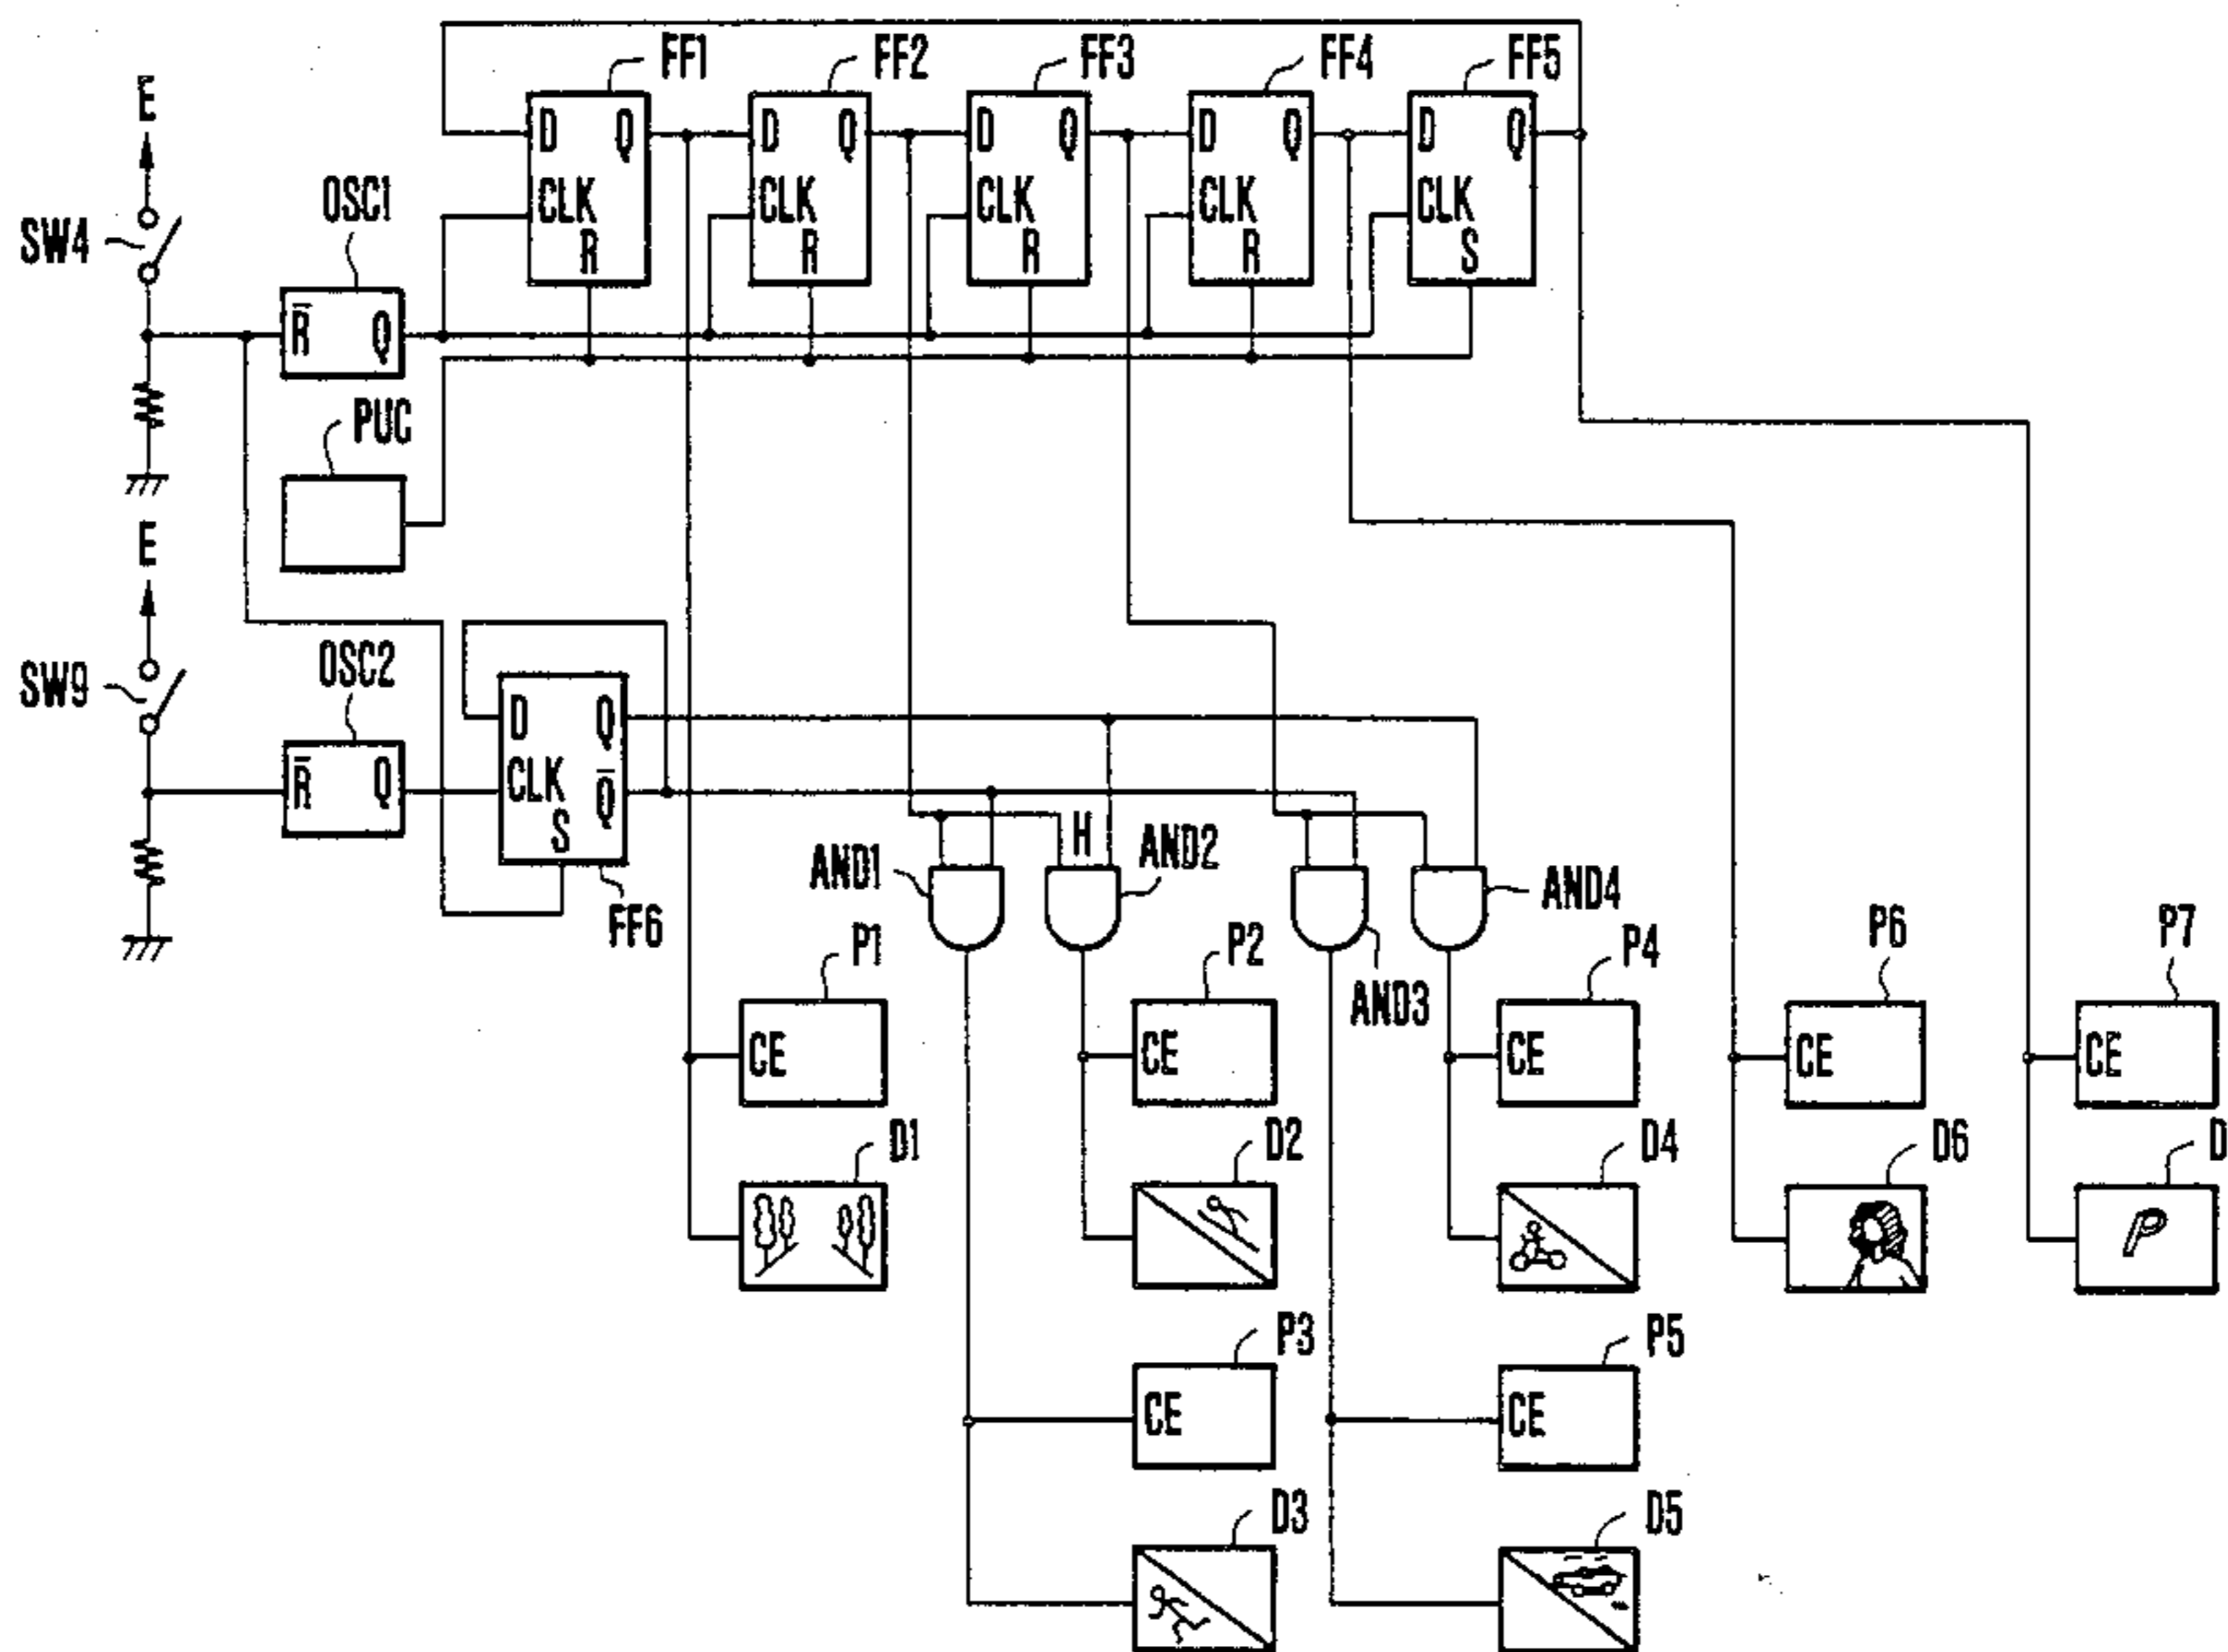 FF1 FF2 FF3 FF4 FF5
E
D Q D Q D Q D Q D Q
OSC1
CLK CLK CLK CLK CLK
SW4
R R R R S
R̄ Q
PUC
E
OSC2
SW9
D Q
R̄ Q CLK Q̄
S
H AND2
AND1
AND4
FF6
P1 P2 P4 P6 P7
AND3
CE CE CE CE CE
D1 D2 D4 D6 D
P
P3 P5
CE CE
D3 D5